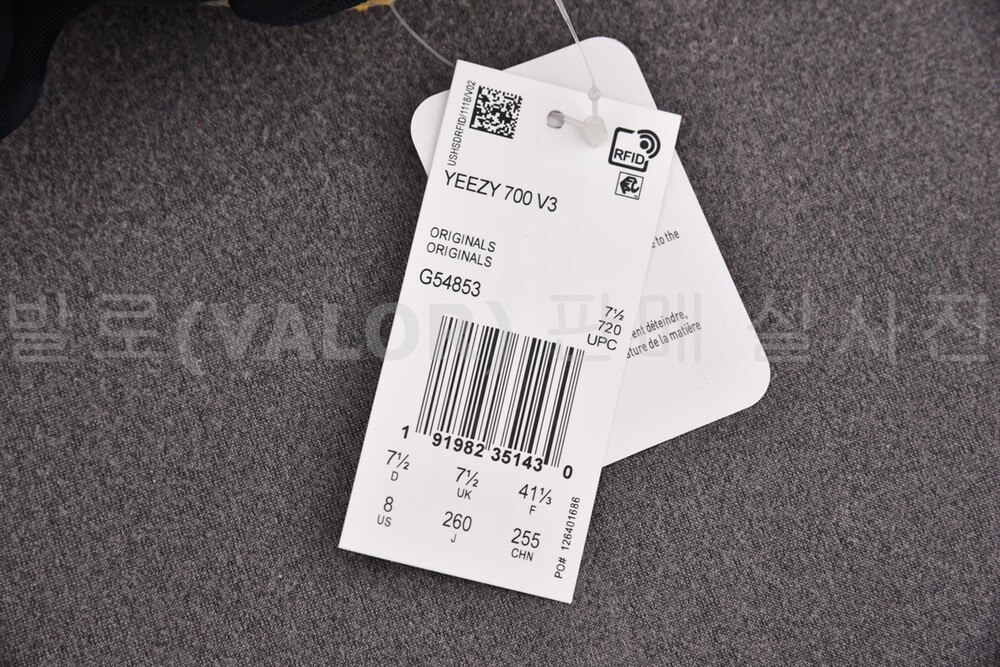 USHSDRFID/1118/V02
RFID
YEEZY 700 V3
ORIGINALS
ORIGINALS
G54853
7½
720
UPC
1 91982 35143 0
7½ D
7½ UK
41⅓ F
8 US
260 J
255 CHN
PO# 126401686
to the
ent déteindre,
ature de la matière
발로(VALOR) 판매 실사진